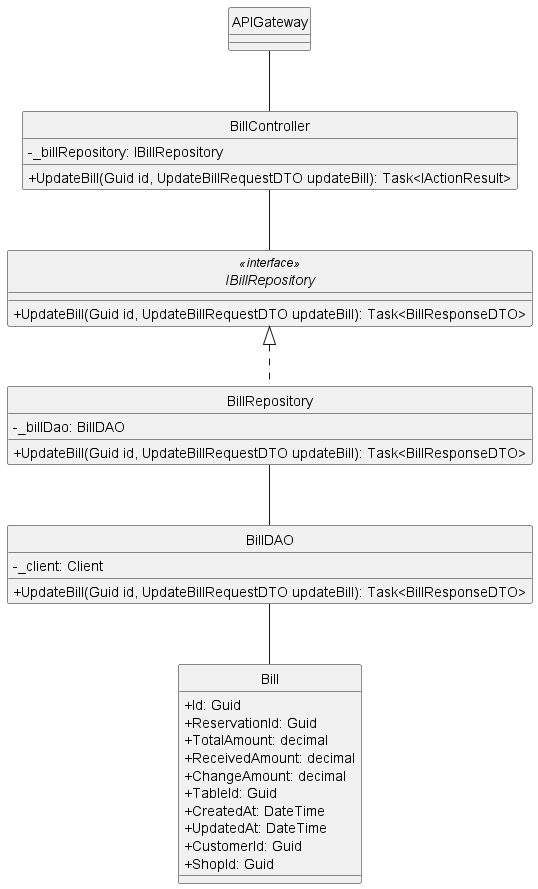 APIGateway
BillController
-_billRepository: IBillRepository
+UpdateBill(Guid id, UpdateBillRequestDTO updateBill): Task<IActionResult>
«interface»
IBillRepository
+UpdateBill(Guid id, UpdateBillRequestDTO updateBill): Task<BillResponseDTO>
BillRepository
-_billDao: BillDAO
+UpdateBill(Guid id, UpdateBillRequestDTO updateBill): Task<BillResponseDTO>
BillDAO
-_client: Client
+UpdateBill(Guid id, UpdateBillRequestDTO updateBill): Task<BillResponseDTO>
Bill
+Id: Guid
+ReservationId: Guid
+TotalAmount: decimal
+ReceivedAmount: decimal
+ChangeAmount: decimal
+TableId: Guid
+CreatedAt: DateTime
+UpdatedAt: DateTime
+CustomerId: Guid
+ShopId: Guid